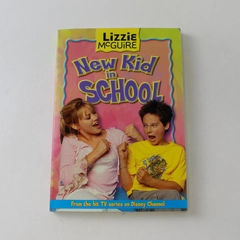 Lizzie
McGUIRE
New Kid
in
SCHOOL
From the hit TV series on Disney Channel